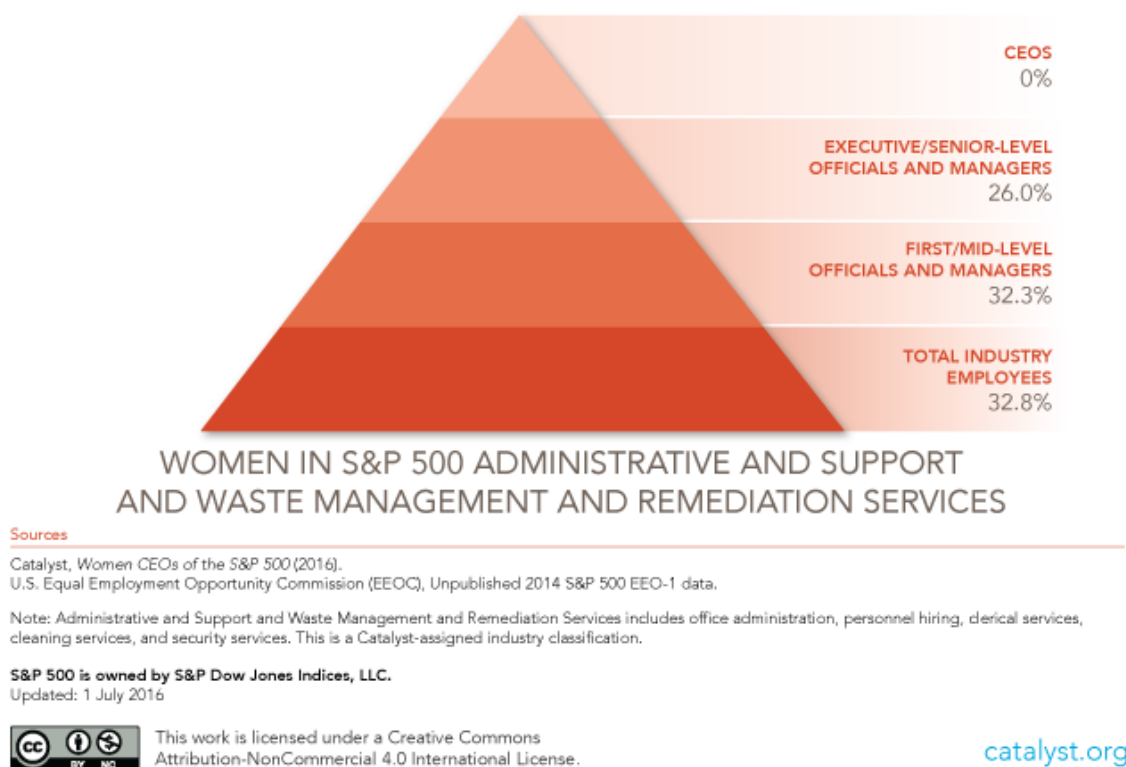 CEOS
0%
EXECUTIVE/SENIOR-LEVEL
OFFICIALS AND MANAGERS
26.0%
FIRST/MID-LEVEL
OFFICIALS AND MANAGERS
32.3%
TOTAL INDUSTRY
EMPLOYEES
32.8%
WOMEN IN S&P 500 ADMINISTRATIVE AND SUPPORT
AND WASTE MANAGEMENT AND REMEDIATION SERVICES
Sources
Catalyst, Women CEOs of the S&P 500 (2016).
U.S. Equal Employment Opportunity Commission (EEOC), Unpublished 2014 S&P 500 EEO-1 data.
Note: Administrative and Support and Waste Management and Remediation Services includes office administration, personnel hiring, clerical services,
cleaning services, and security services. This is a Catalyst-assigned industry classification.
S&P 500 is owned by S&P Dow Jones Indices, LLC.
Updated: 1 July 2016
cc BY NC
This work is licensed under a Creative Commons
Attribution-NonCommercial 4.0 International License.
catalyst.org